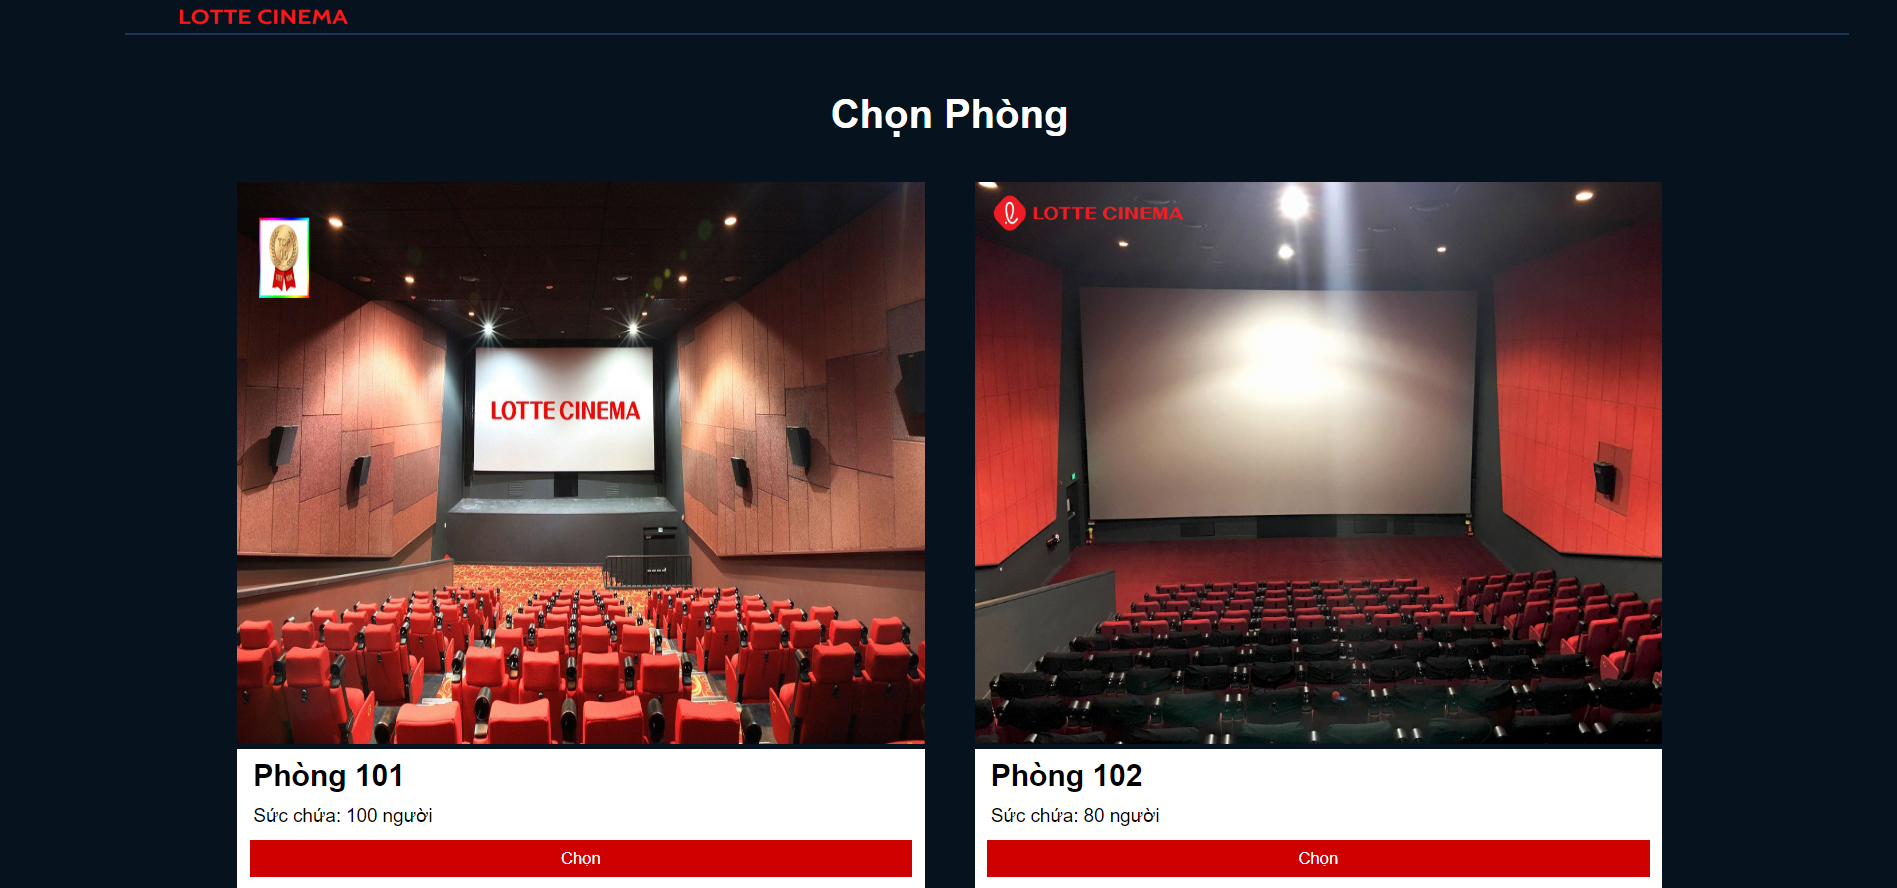 LOTTE CINEMA
Chọn Phòng
LOTTE CINEMA
LOTTE CINEMA
Phòng 101
Sức chứa: 100 người
Chọn
Phòng 102
Sức chứa: 80 người
Chọn